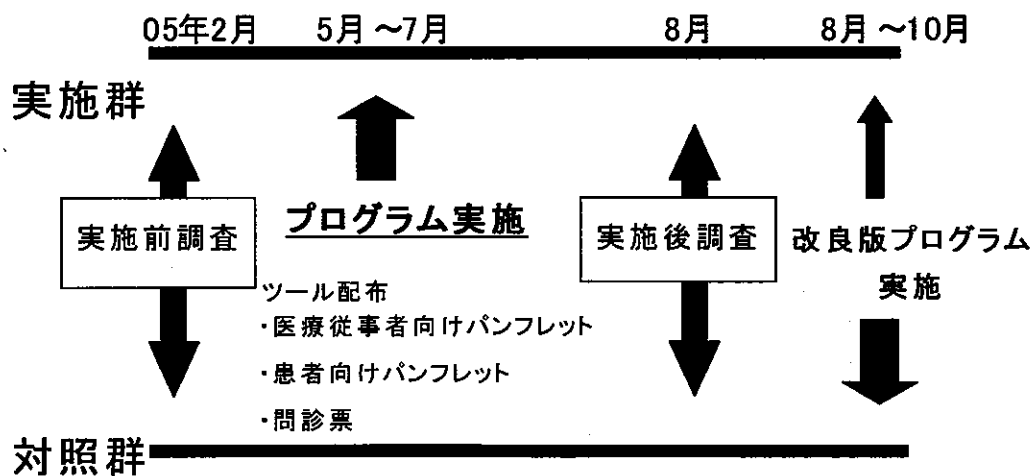 05年2月 5月～7月 8月 8月～10月
実施群
実施前調査
プログラム実施
ツール配布
・医療従事者向けパンフレット
・患者向けパンフレット
・問診票
実施後調査
改良版プログラム
実施
対照群